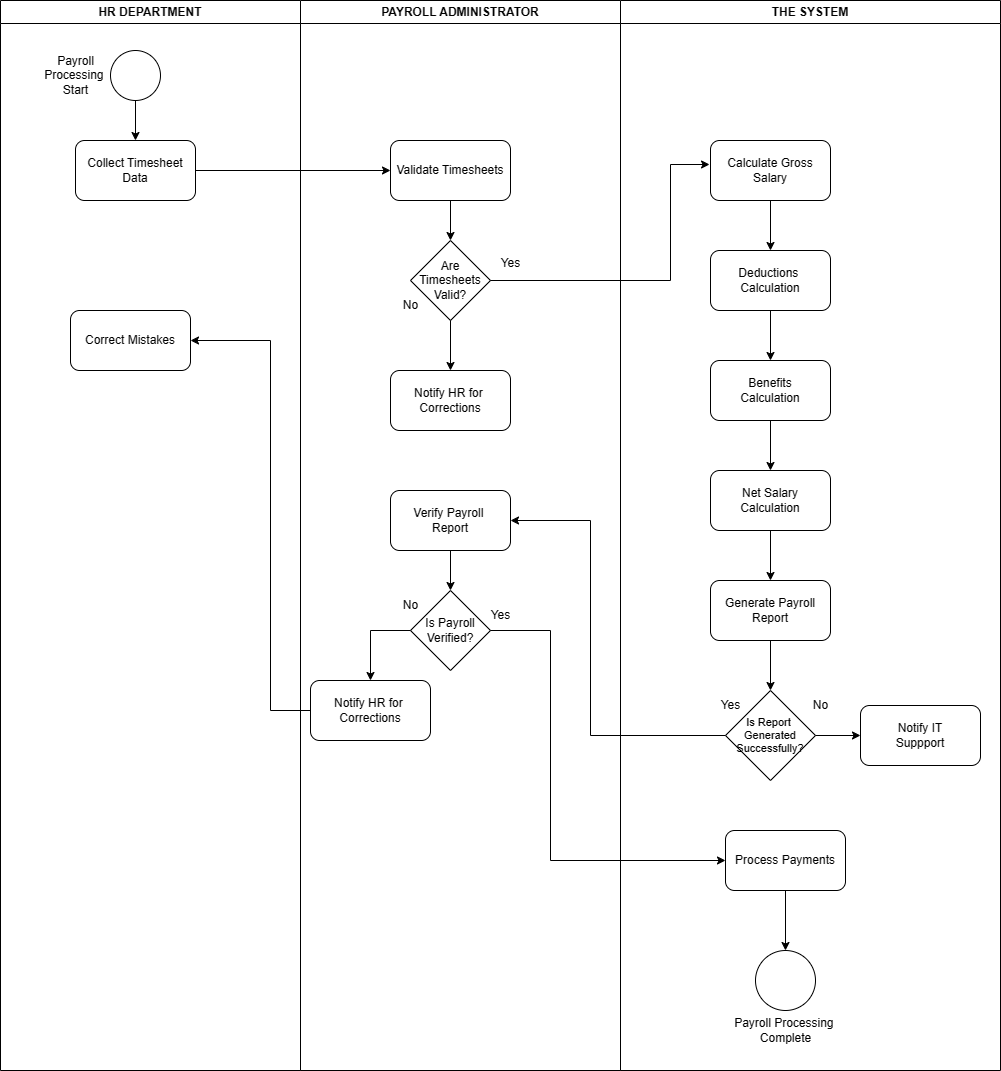 HR DEPARTMENT
PAYROLL ADMINISTRATOR
THE SYSTEM
Payroll
Processing
Start
Collect Timesheet
Data
Validate Timesheets
Calculate Gross
Salary
Are
Timesheets
Valid?
Yes
No
Deductions
Calculation
Correct Mistakes
Notify HR for
Corrections
Benefits
Calculation
Verify Payroll
Report
Net Salary
Calculation
Is Payroll
Verified?
No
Yes
Generate Payroll
Report
Notify HR for
Corrections
Is Report
Generated
Successfully?
Yes
No
Notify IT
Suppport
Process Payments
Payroll Processing
Complete